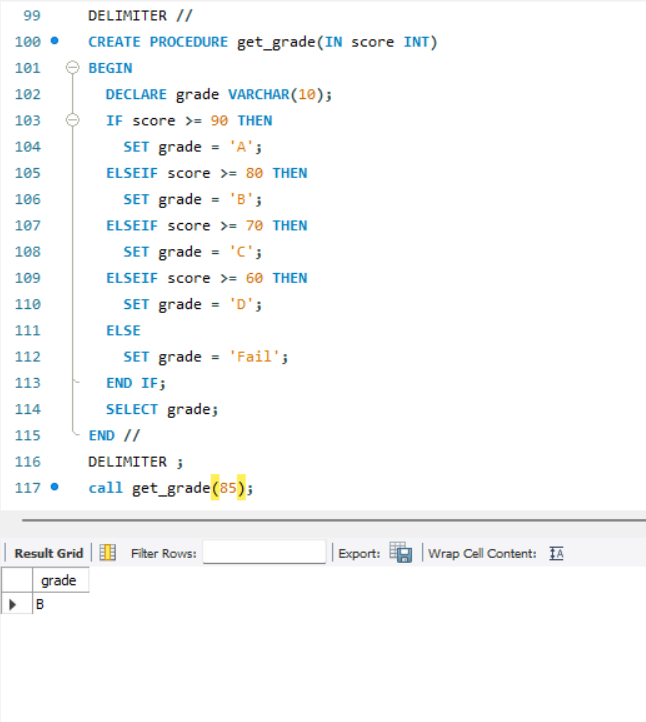 99 DELIMITER //
100 CREATE PROCEDURE get_grade(IN score INT)
101 BEGIN
102 DECLARE grade VARCHAR(10);
103 IF score >= 90 THEN
104 SET grade = 'A';
105 ELSEIF score >= 80 THEN
106 SET grade = 'B';
107 ELSEIF score >= 70 THEN
108 SET grade = 'C';
109 ELSEIF score >= 60 THEN
110 SET grade = 'D';
111 ELSE
112 SET grade = 'Fail';
113 END IF;
114 SELECT grade;
115 END //
116 DELIMITER ;
117 call get_grade(85);
Result Grid Filter Rows: Export: Wrap Cell Content: IA
grade
B